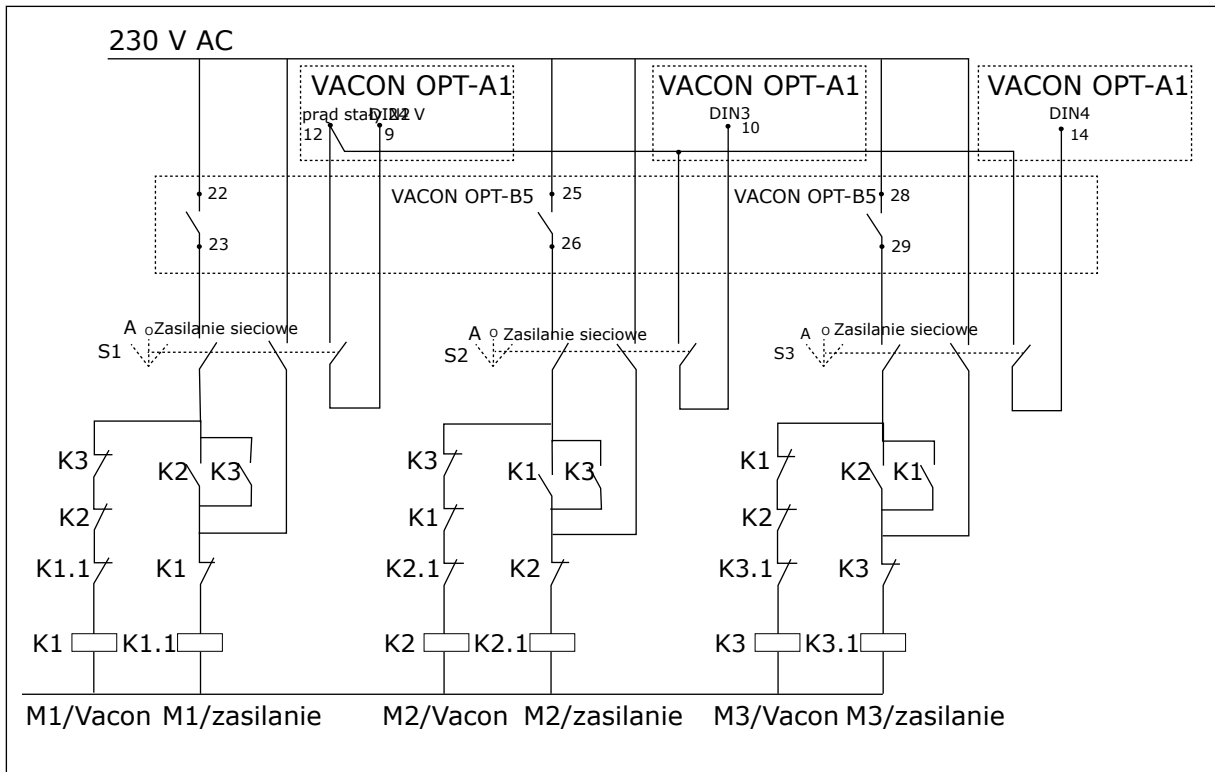 230 V AC
VACON OPT-A1
VACON OPT-A1
VACON OPT-A1
prąd stały 24 V
DIN2
DIN3
DIN4
12
9
10
14
22
VACON OPT-B5
25
VACON OPT-B5
28
23
26
29
A
O
Zasilanie sieciowe
A
O
Zasilanie sieciowe
A
O
Zasilanie sieciowe
S1
S2
S3
K3
K2
K3
K3
K1
K3
K1
K2
K1
K2
K1
K2
K1.1
K1
K2.1
K2
K3.1
K3
K1
K1.1
K2
K2.1
K3
K3.1
M1/Vacon
M1/zasilanie
M2/Vacon
M2/zasilanie
M3/Vacon
M3/zasilanie